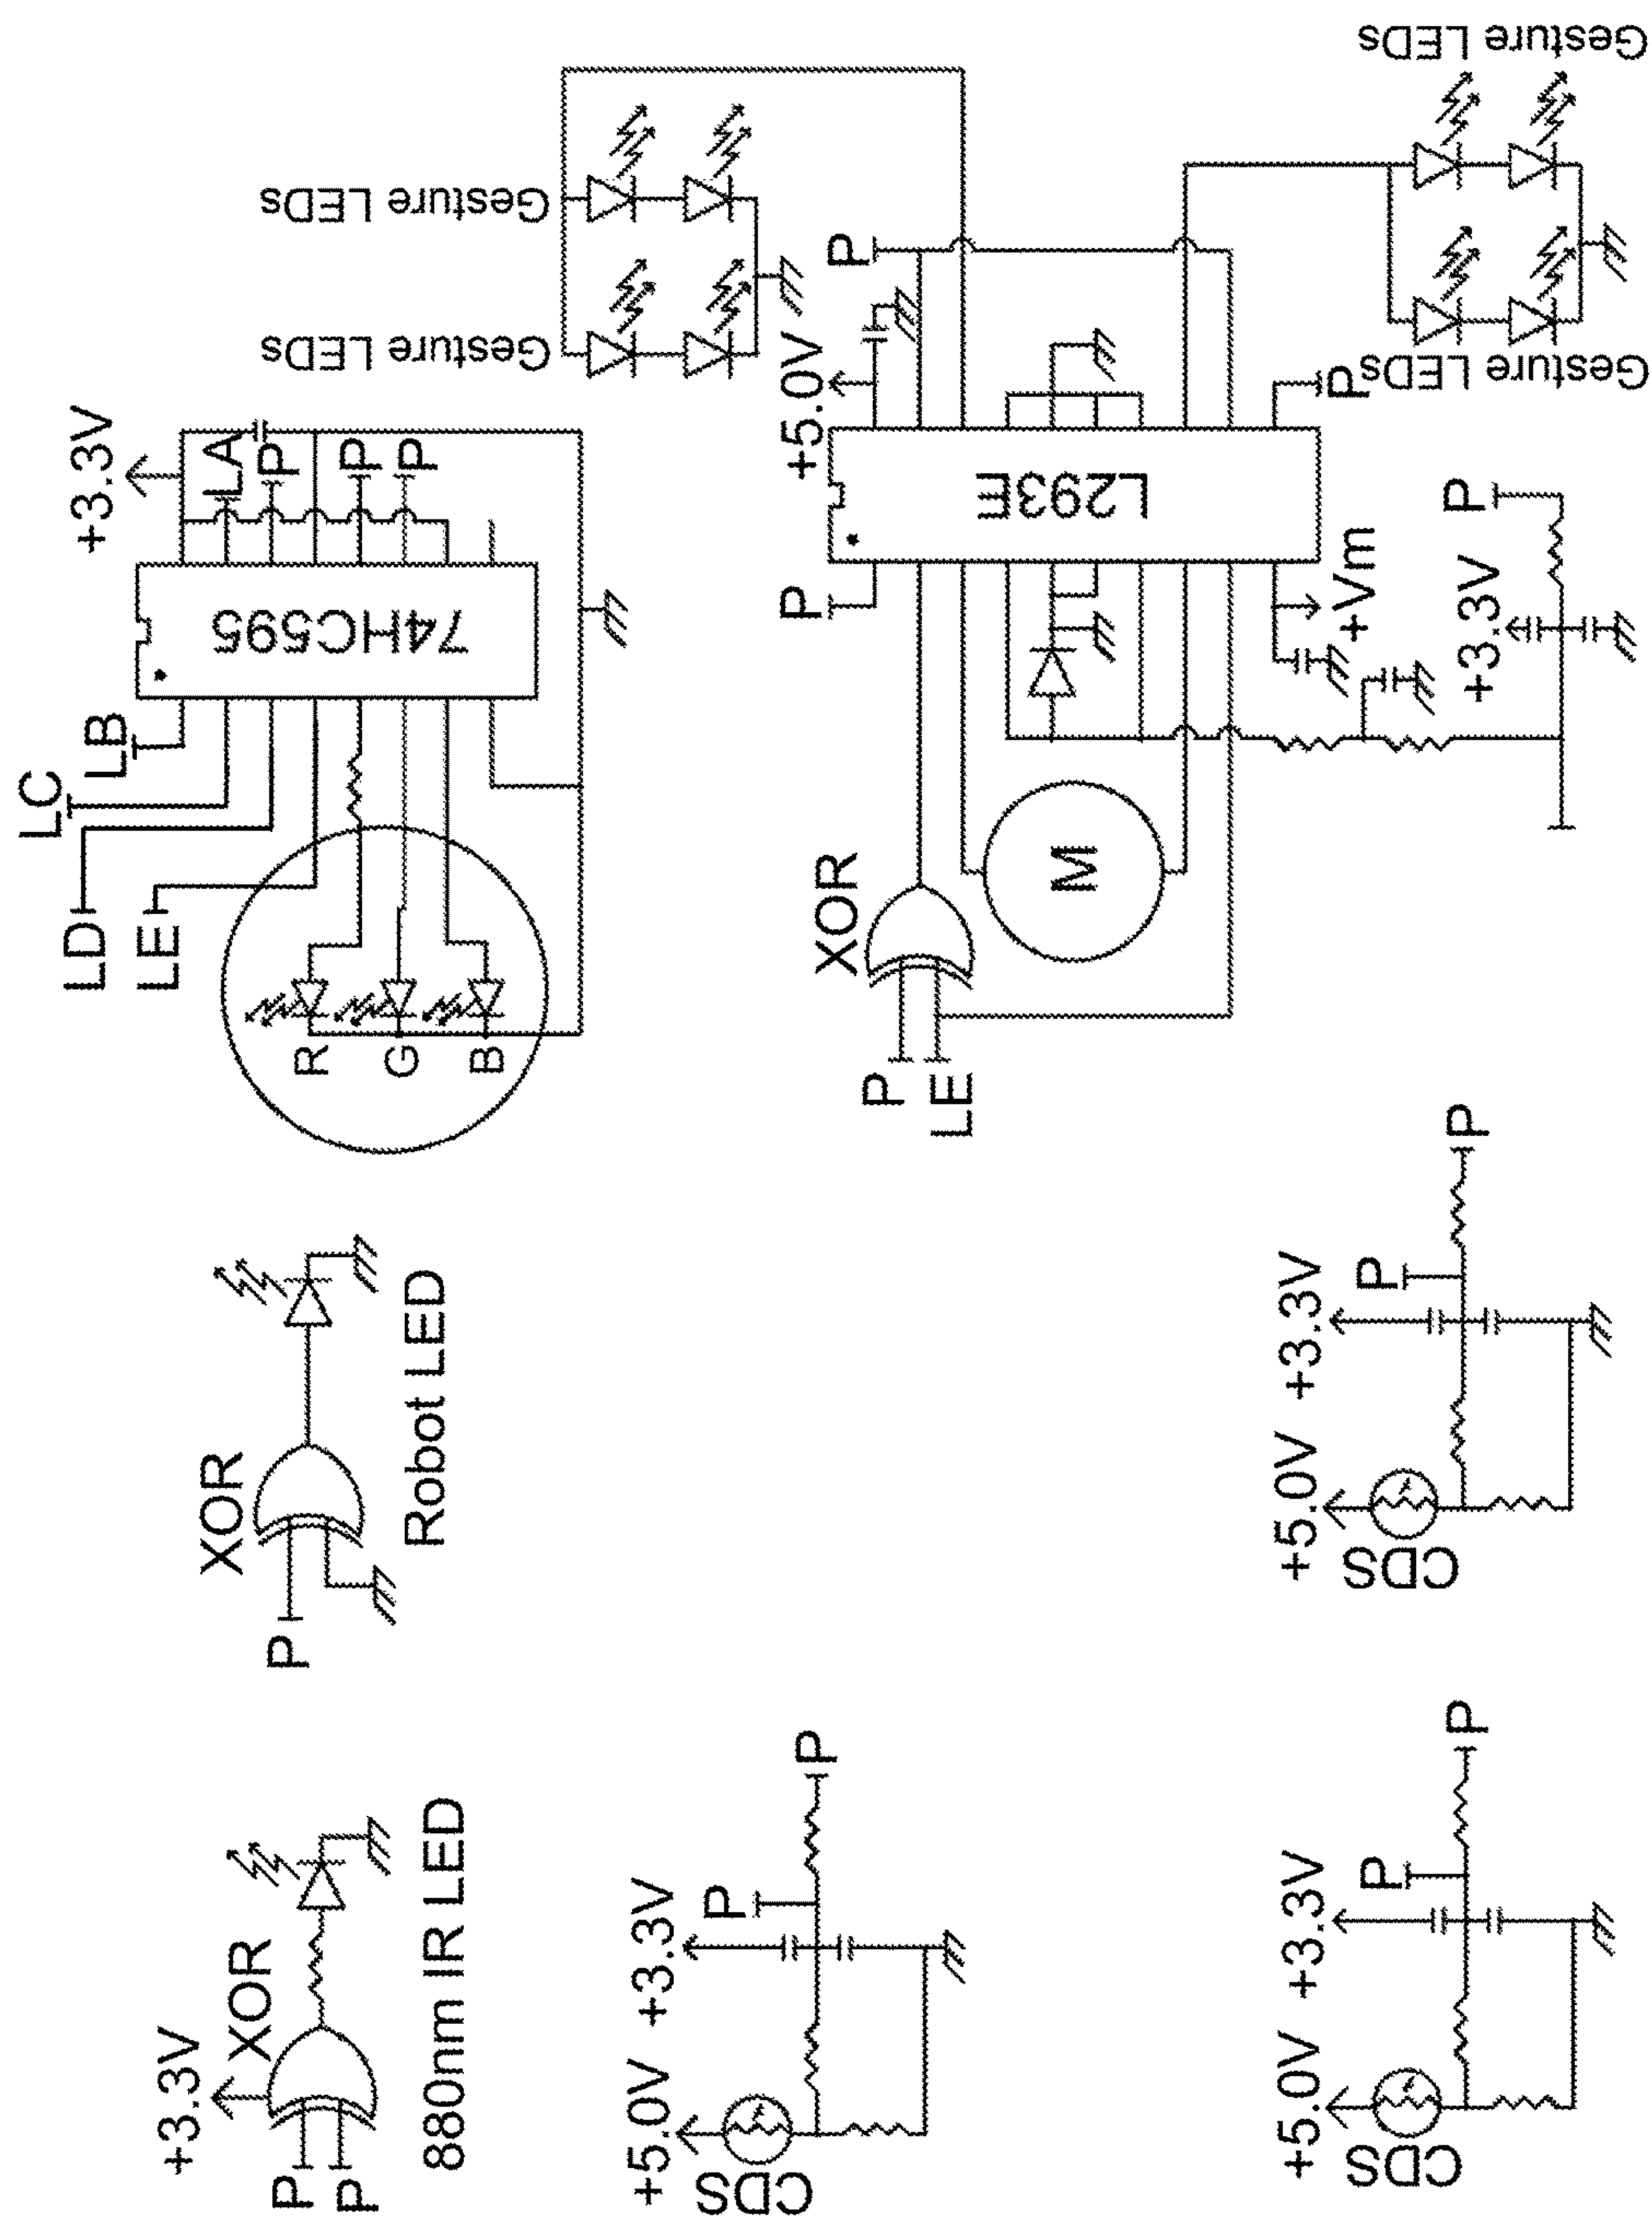 Gesture LEDs
Gesture LEDs
Gesture LEDs
Gesture LEDs
+3.3V
LA
P
P
P
74HC595
LB
LC
LD
LE
R
G
B
P
+5.0V
L293E
P
P
+Vm
P
+3.3V
XOR
M
P
LE
XOR
P
Robot LED
+3.3V
XOR
P
P
880nm IR LED
+5.0V
+3.3V
P
P
CDS
+5.0V
+3.3V
P
P
CDS
+5.0V
+3.3V
P
P
CDS